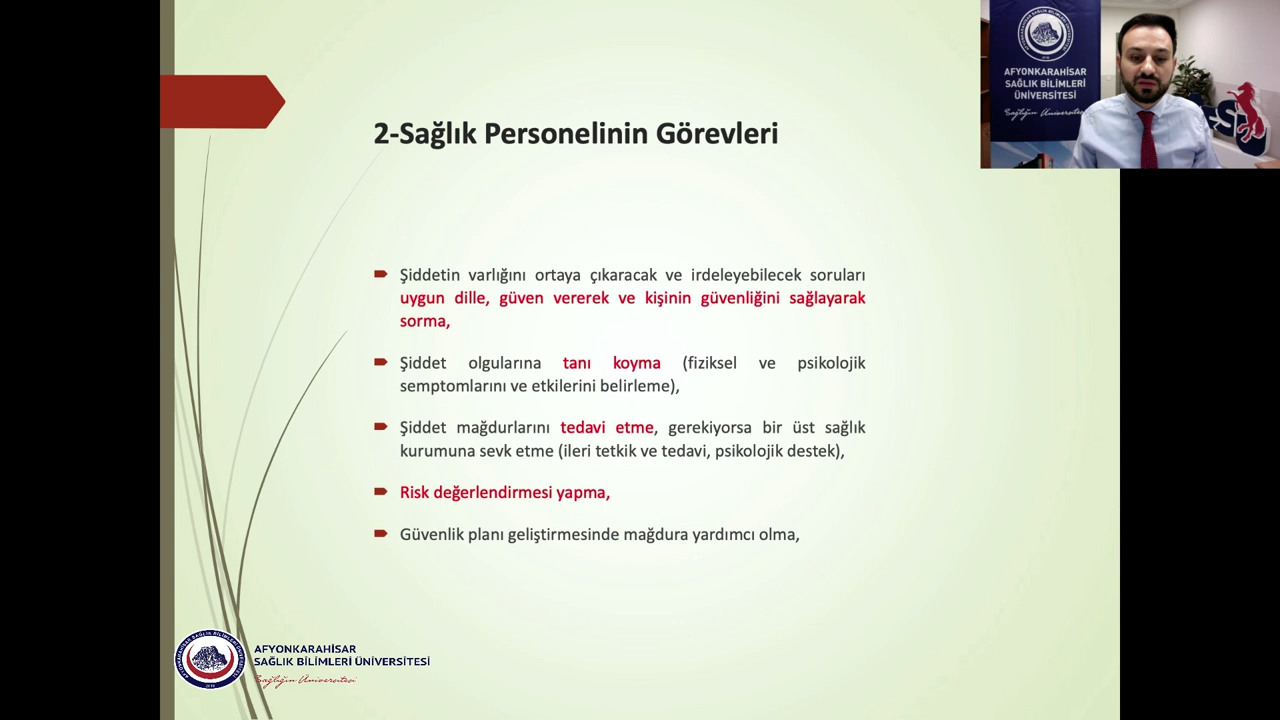 2-Sağlık Personelinin Görevleri
Şiddetin varlığını ortaya çıkaracak ve irdeleyebilecek soruları
uygun dille, güven vererek ve kişinin güvenliğini sağlayarak
sorma,
Şiddet olgularına tanı koyma (fiziksel ve psikolojik
semptomlarını ve etkilerini belirleme),
Şiddet mağdurlarını tedavi etme, gerekiyorsa bir üst sağlık
kurumuna sevk etme (ileri tetkik ve tedavi, psikolojik destek),
Risk değerlendirmesi yapma,
Güvenlik planı geliştirmesinde mağdura yardımcı olma,
AFYONKARAHİSAR
SAĞLIK BİLİMLERİ ÜNİVERSİTESİ
Sağlığın Üniversitesi
AFYONKARAHİSAR
SAĞLIK BİLİMLERİ
ÜNİVERSİTESİ